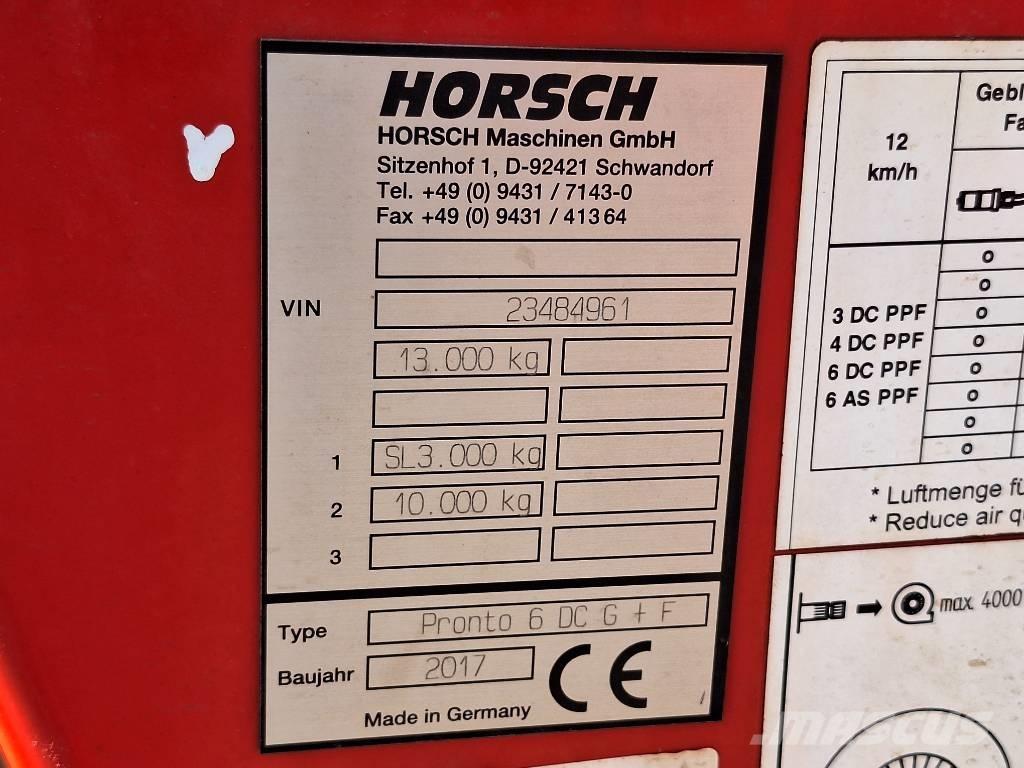 HORSCH
HORSCH Maschinen GmbH
Sitzenhof 1, D-92421 Schwandorf
Tel. +49 (0) 9431 / 7143-0
Fax +49 (0) 9431 / 41364
VIN 23484961
13.000 kg
1 SL3.000 kg
2 10.000 kg
3
Type Pronto 6 DC G + F
Baujahr 2017
Made in Germany CE
12
km/h
3 DC PPF
4 DC PPF
6 DC PPF
6 AS PPF
* Luftmenge
* Reduce air
max. 4000
MASCUS